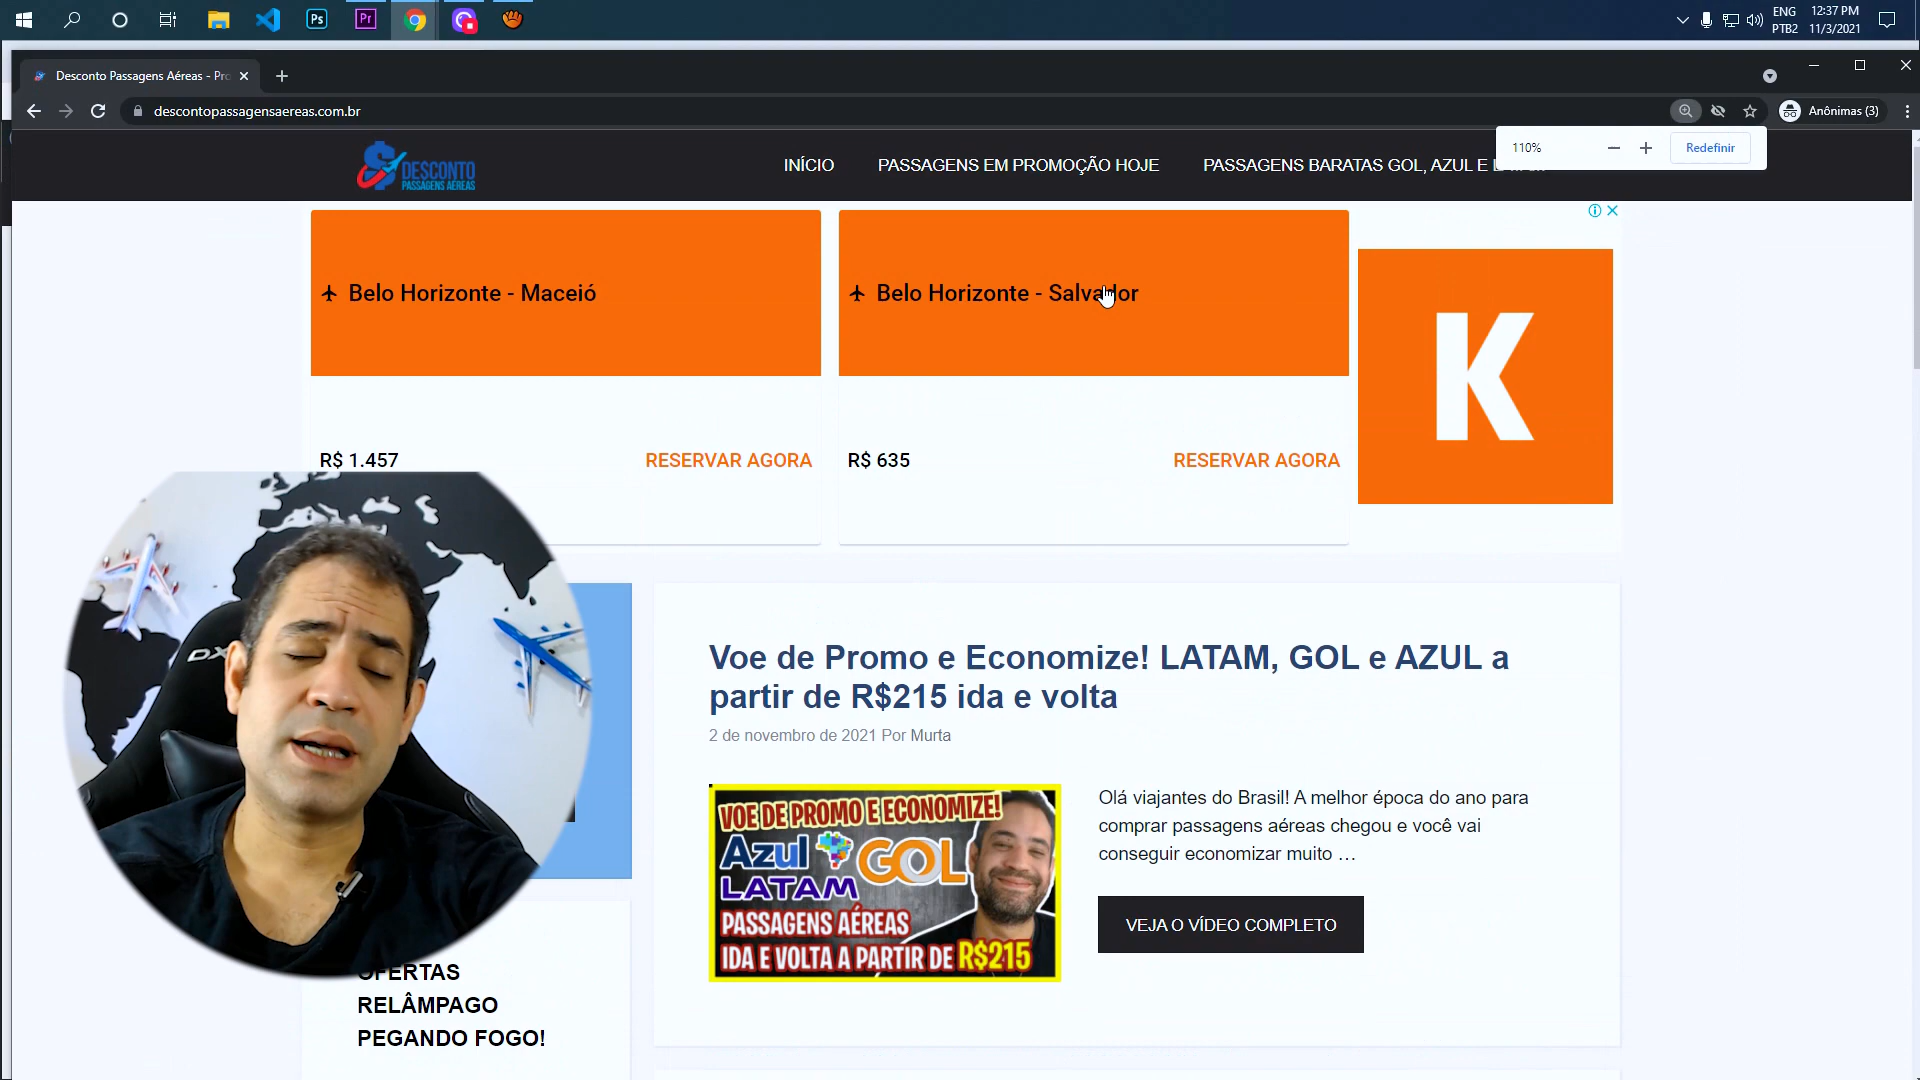 Ps
Pr
ENG
PTB2
12:37 PM
11/3/2021
Desconto Passagens Aéreas - Pro
descontopassagensaereas.com.br
Anônimas (3)
110%
Redefinir
DESCONTO
PASSAGENS AÉREAS
INÍCIO
PASSAGENS EM PROMOÇÃO HOJE
PASSAGENS BARATAS GOL, AZUL E
Belo Horizonte - Maceió
R$ 1.457
RESERVAR AGORA
Belo Horizonte - Salvador
R$ 635
RESERVAR AGORA
K
DX
Voe de Promo e Economize! LATAM, GOL e AZUL a
partir de R$215 ida e volta
2 de novembro de 2021 Por Murta
VOE DE PROMO E ECONOMIZE!
Azul GOL
LATAM
PASSAGENS AÉREAS
IDA E VOLTA A PARTIR DE R$215
Olá viajantes do Brasil! A melhor época do ano para
comprar passagens aéreas chegou e você vai
conseguir economizar muito …
VEJA O VÍDEO COMPLETO
OFERTAS
RELÂMPAGO
PEGANDO FOGO!